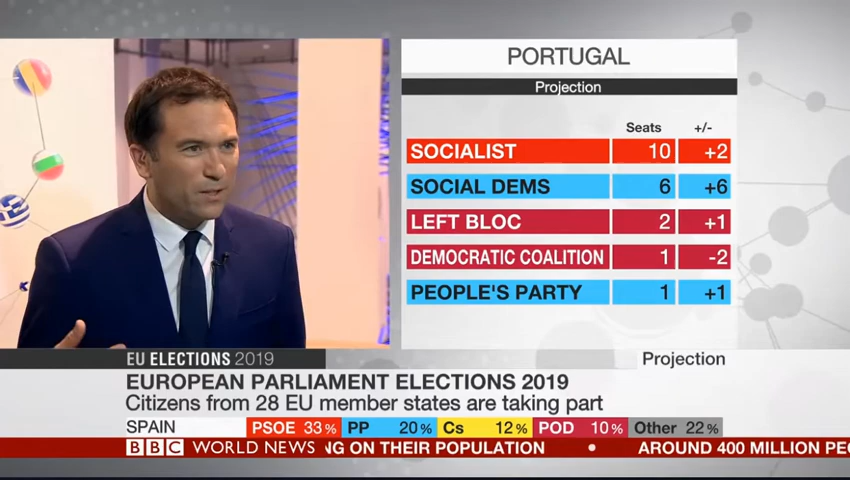 PORTUGAL
Projection
Seats +/-
SOCIALIST 10 +2
SOCIAL DEMS 6 +6
LEFT BLOC 2 +1
DEMOCRATIC COALITION 1 -2
PEOPLE'S PARTY 1 +1
EU ELECTIONS 2019
Projection
EUROPEAN PARLIAMENT ELECTIONS 2019
Citizens from 28 EU member states are taking part
SPAIN PSOE 33% PP 20% Cs 12% POD 10% Other 22%
BBC WORLD NEWS NG ON THEIR POPULATION • AROUND 400 MILLION PEO